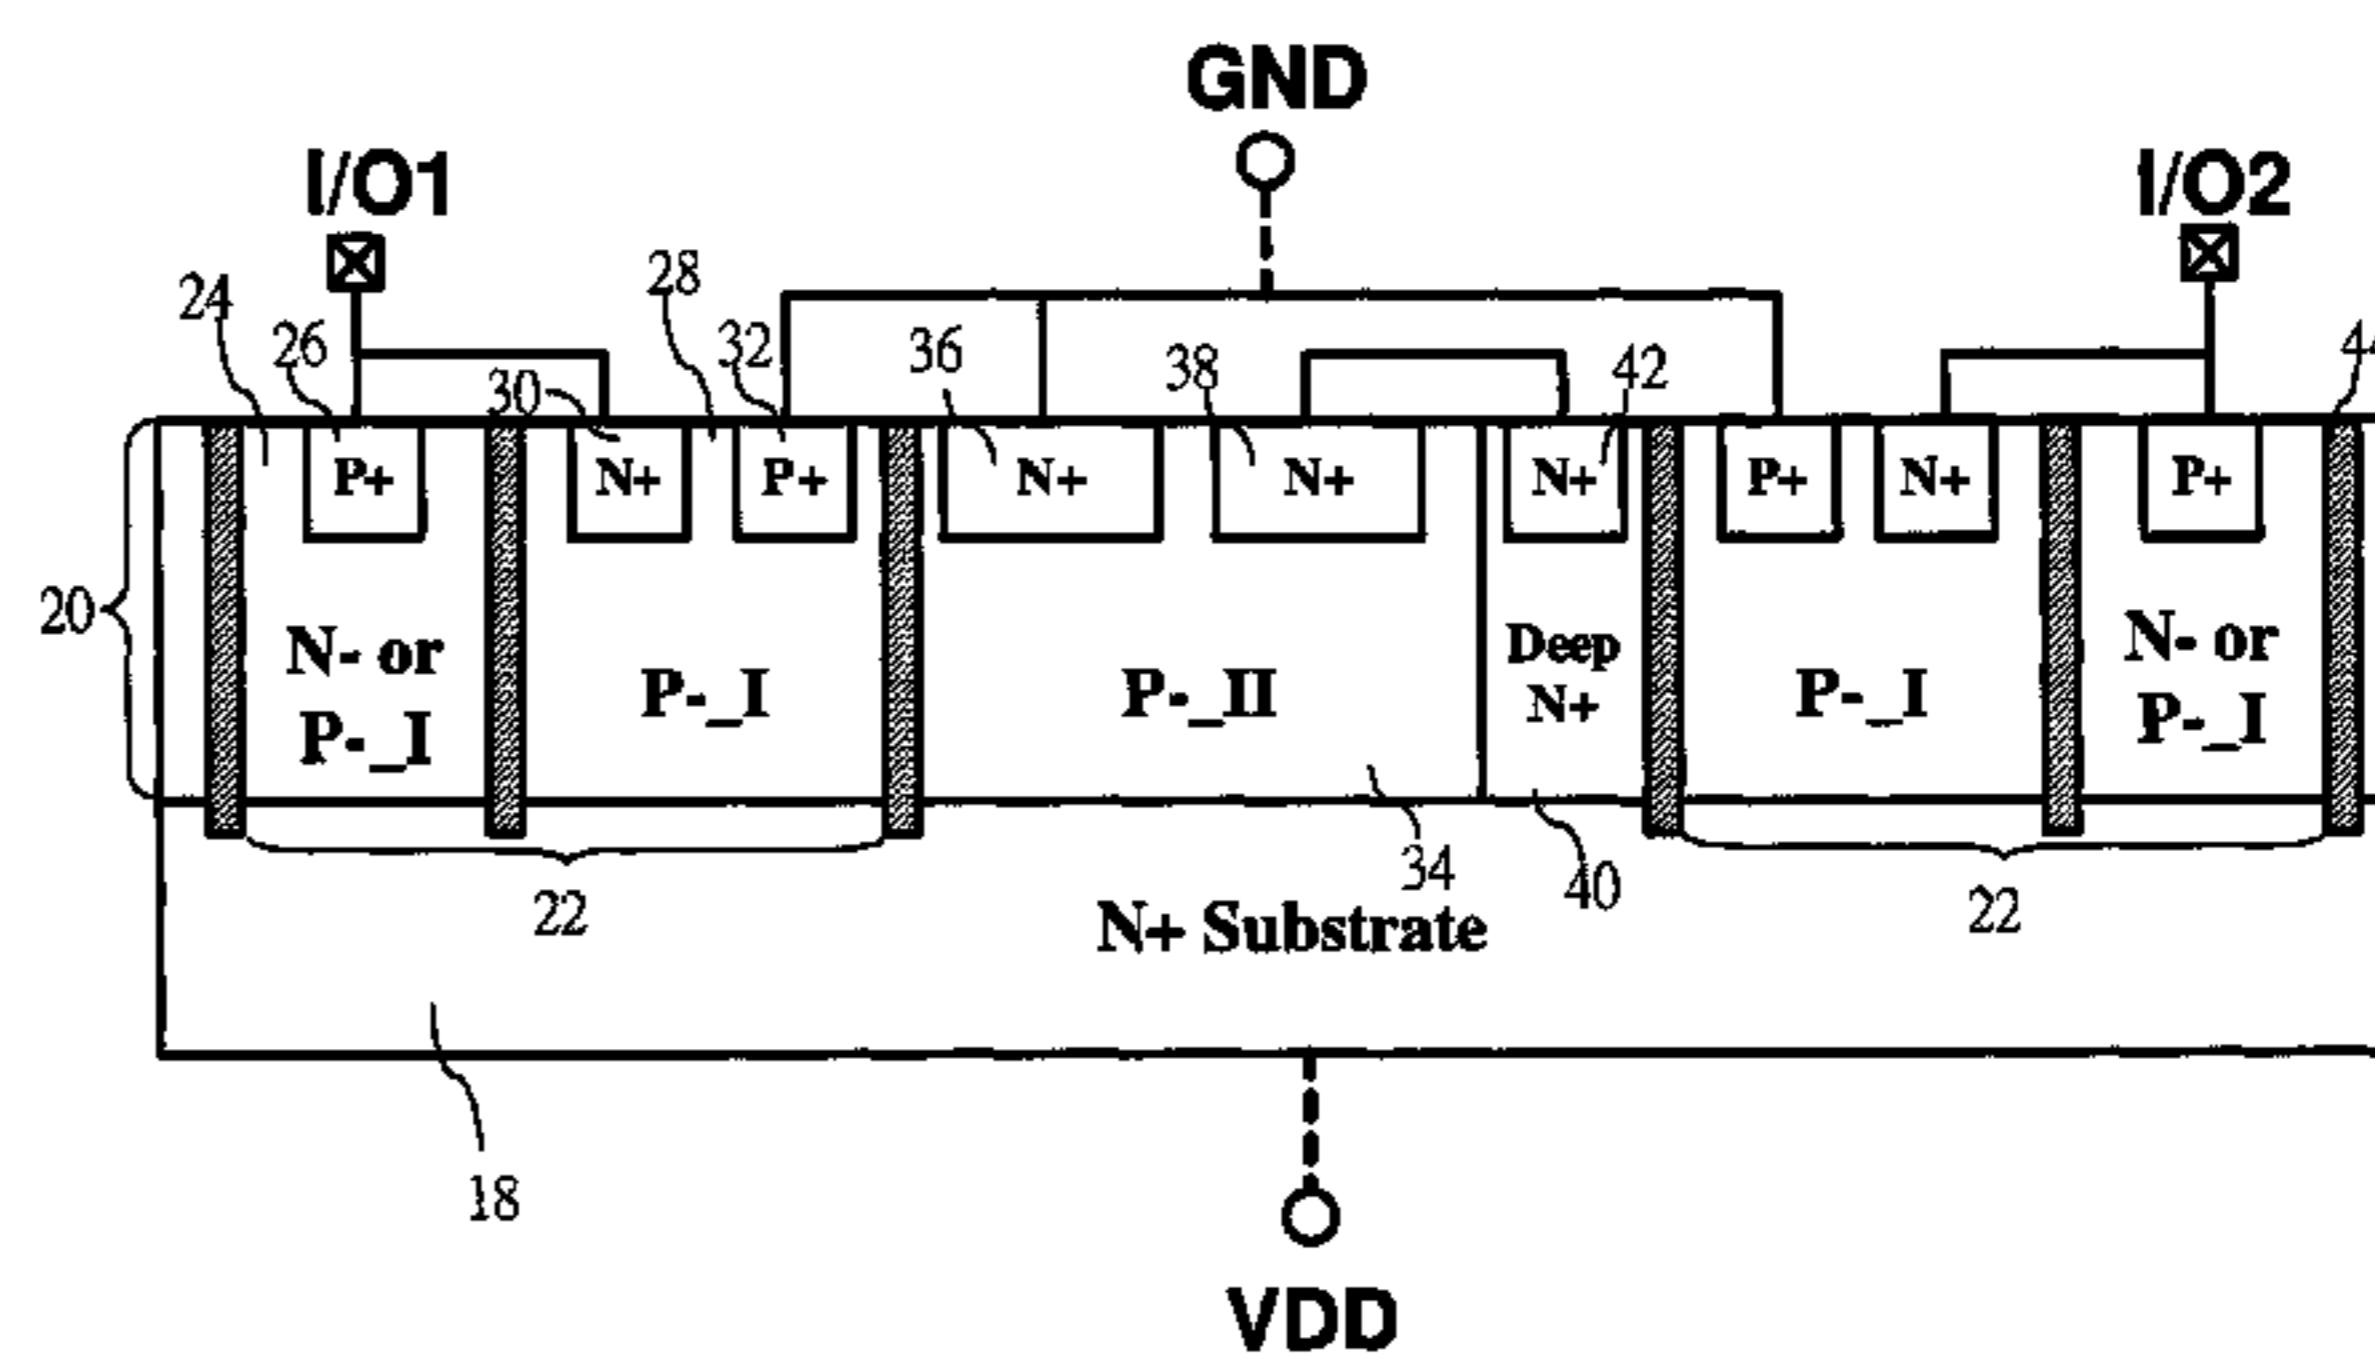 GND
I/O1
I/O2
24
26
28
30
32
36
38
42
P+
N+
P+
N+
N+
N+
P+
N+
P+
20
N- or
P-_I
P-_I
P-_II
Deep
N+
P-_I
N- or
P-_I
22
34
40
22
N+ Substrate
18
VDD